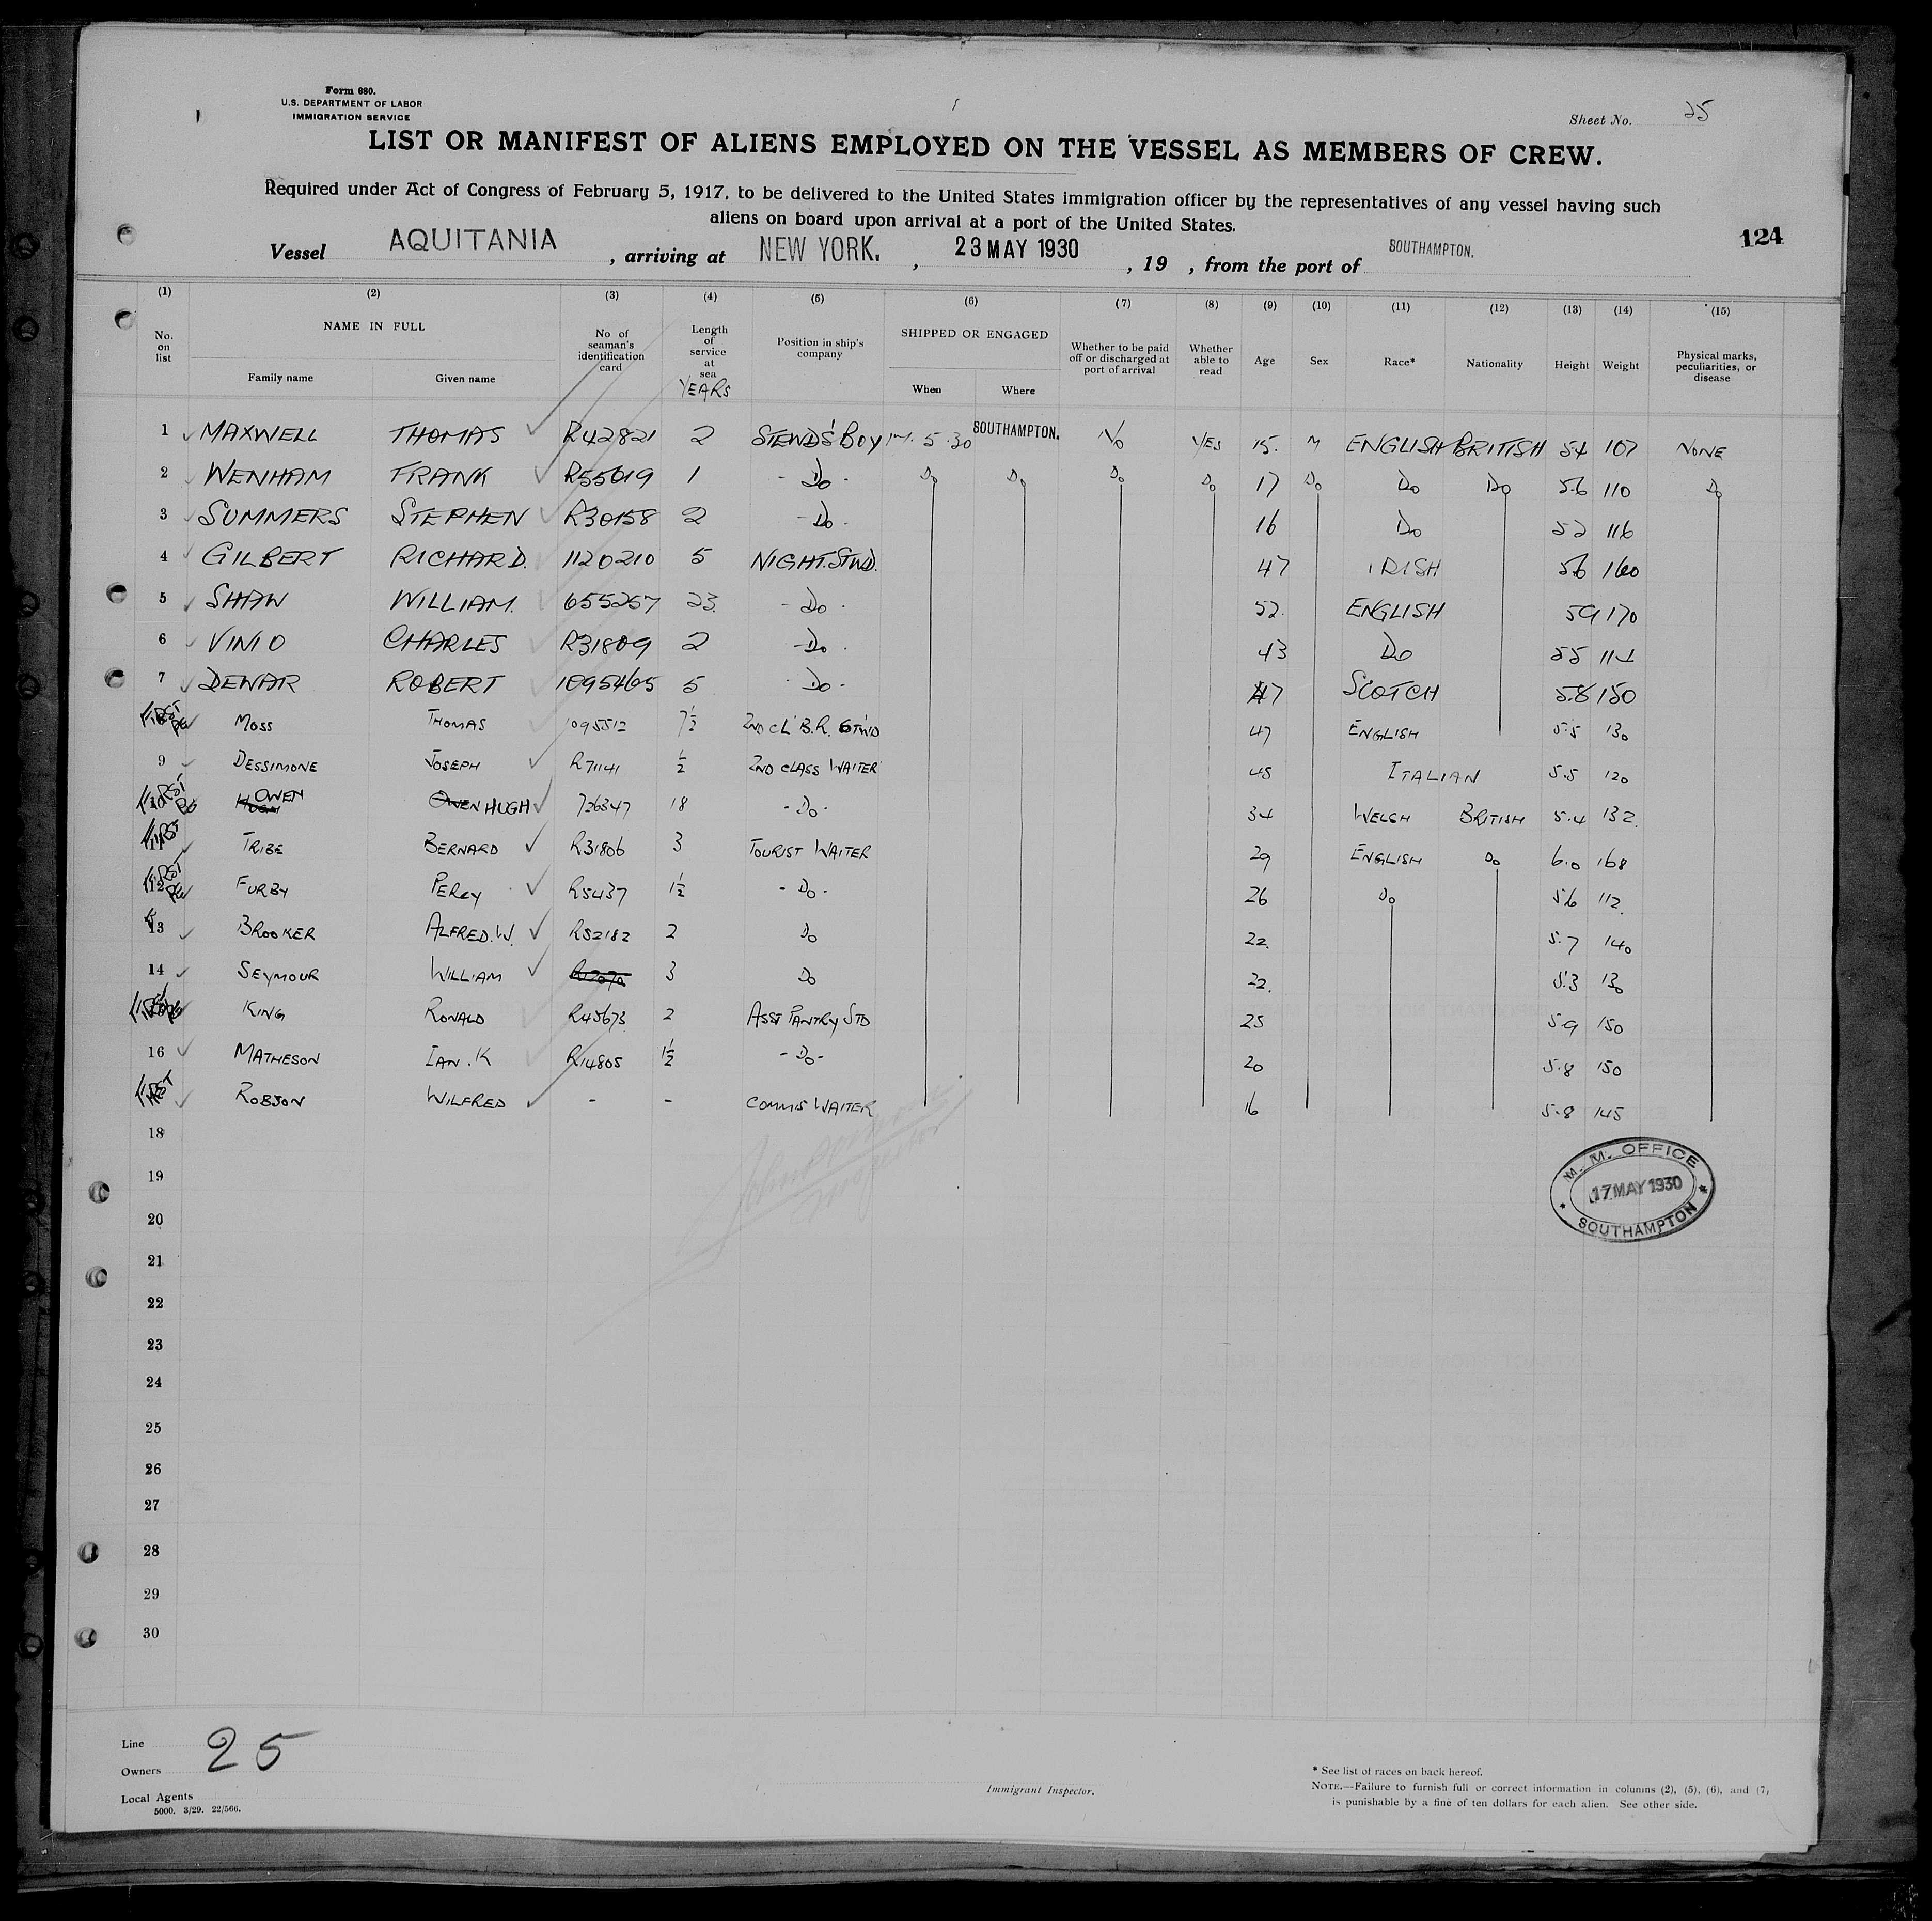 Form 680.
U.S. DEPARTMENT OF LABOR
IMMIGRATION SERVICE
Sheet No. 25
LIST OR MANIFEST OF ALIENS EMPLOYED ON THE VESSEL AS MEMBERS OF CREW.
Required under Act of Congress of February 5, 1917, to be delivered to the United States immigration officer by the representatives of any vessel having such
aliens on board upon arrival at a port of the United States.
124
Vessel AQUITANIA , arriving at NEW YORK. , 23 MAY 1930 , 19 , from the port of SOUTHAMPTON.
(1) (2) (3) (4) (5) (6) (7) (8) (9) (10) (11) (12) (13) (14) (15)
No. on list NAME IN FULL Family name Given name No. of seaman's identification card Length of service at sea YEARS Position in ship's company SHIPPED OR ENGAGED When Where Whether to be paid off or discharged at port of arrival Whether able to read Age Sex Race* Nationality Height Weight Physical marks, peculiarities, or disease
1 MAXWELL THOMAS R42821 2 STEWDS' BOY 17. 5. 30 SOUTHAMPTON. No YES 15. M ENGLISH BRITISH 5.4 107 NONE
2 WENHAM FRANK R55619 1 - Do - Do Do Do Do 17 Do Do Do 5.6 110 Do
3 SUMMERS STEPHEN R30158 2 - Do - 16 Do 5.2 116
4 GILBERT RICHARD. 1120210 5 NIGHT. STWD. 47 IRISH 5.6 160
5 SHAW WILLIAM. 655257 23. - Do - 52. ENGLISH 5.9 170
6 VINIO CHARLES R31809 2 - Do - 43 Do 5.5 114
7 DEWAR ROBERT 1095465 5 - Do - 47 SCOTCH 5.8 150
MOSS THOMAS 1095512 7½ 2ND CL' B.R. STWD 47 ENGLISH 5.5 130
9 DESSIMONE JOSEPH R71141 ½ 2ND CLASS WAITER 45 ITALIAN 5.5 120
10 OWEN HUGH 726347 18 - Do - 34 WELSH BRITISH 5.4 132.
11 TRIBE BERNARD R31806 3 TOURIST WAITER 29 ENGLISH Do 6.0 168
12 FURBY PERCY R5437 1½ - Do - 26 Do 5.6 112.
13 BROOKER ALFRED. W. R52182 2 Do 22. 5.7 140
14 SEYMOUR WILLIAM 3 Do 22. 5.3 130
KING RONALD R45673 2 ASST PANTRY STD 25 5.9 150
16 MATHESON IAN. K R14805 1½ - Do - 20 5.8 150
ROBSON WILFRED - - COMMIS WAITER 16 5.8 145
18
19
M. M. OFFICE
17 MAY 1930
SOUTHAMPTON
20
21
22
23
24
25
26
27
28
29
30
Line
25
Owners
Local Agents
5000. 3/29. 22/566.
Immigrant Inspector.
* See list of races on back hereof.
NOTE.—Failure to furnish full or correct information in columns (2), (5), (6), and (7)
is punishable by a fine of ten dollars for each alien. See other side.